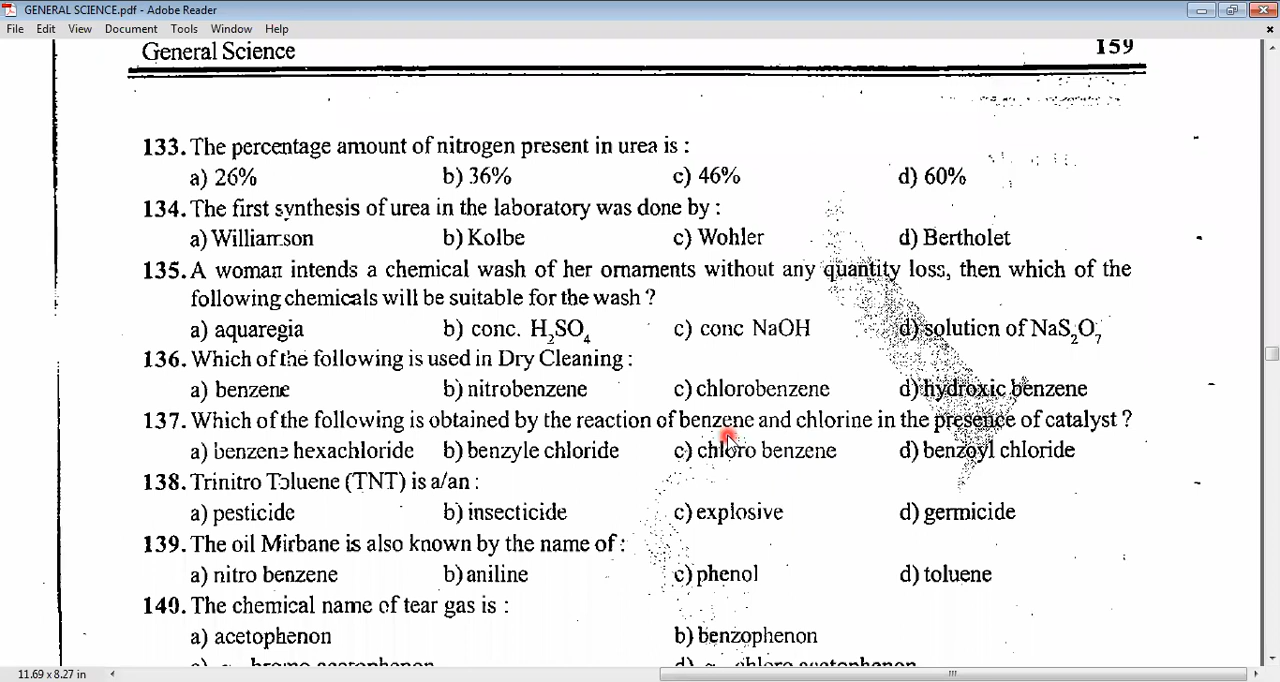 GENERAL SCIENCE.pdf - Adobe Reader
File Edit View Document Tools Window Help
General Science 159
133. The percentage amount of nitrogen present in urea is :
a) 26% b) 36% c) 46% d) 60%
134. The first synthesis of urea in the laboratory was done by :
a) Williamson b) Kolbe c) Wohler d) Bertholet
135. A woman intends a chemical wash of her ornaments without any quantity loss, then which of the
following chemicals will be suitable for the wash ?
a) aquaregia b) conc. H₂SO₄ c) conc NaOH d) solution of NaS₂O₇
136. Which of the following is used in Dry Cleaning :
a) benzene b) nitrobenzene c) chlorobenzene d) hydroxic benzene
137. Which of the following is obtained by the reaction of benzene and chlorine in the presence of catalyst ?
a) benzene hexachloride b) benzyle chloride c) chloro benzene d) benzoyl chloride
138. Trinitro Toluene (TNT) is a/an :
a) pesticide b) insecticide c) explosive d) germicide
139. The oil Mirbane is also known by the name of :
a) nitro benzene b) aniline c) phenol d) toluene
140. The chemical name of tear gas is :
a) acetophenon b) benzophenon
bromo acetophenon chloro acetophenon
11.69 x 8.27 in